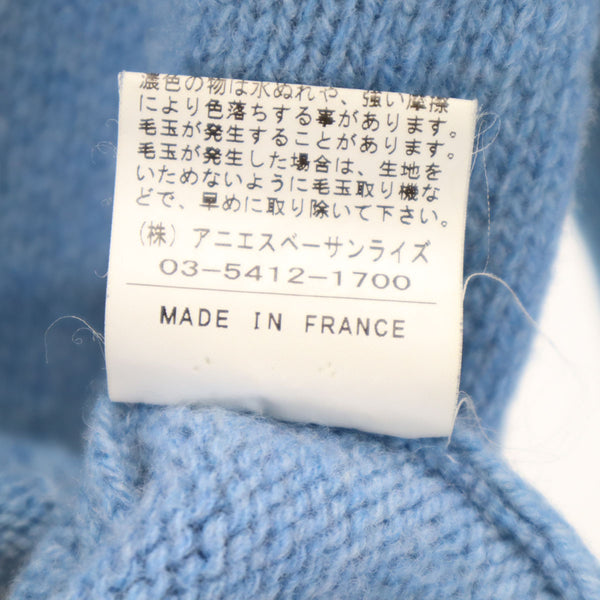 濃色の物は水ぬれや、強い摩擦
により色落ちする事があります。
毛玉が発生することがあります。
毛玉が発生した場合は、生地を
いためないように毛玉取り機な
どで、早めに取り除いて下さい。
(株) アニエスベーサンライズ
03-5412-1700
MADE IN FRANCE